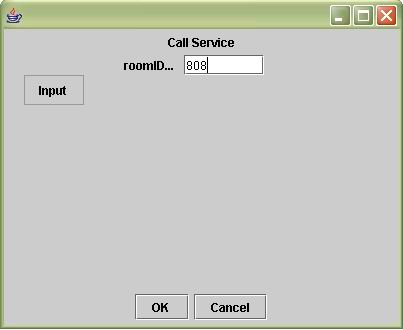 Call Service
roomID... 808
Input
OK Cancel